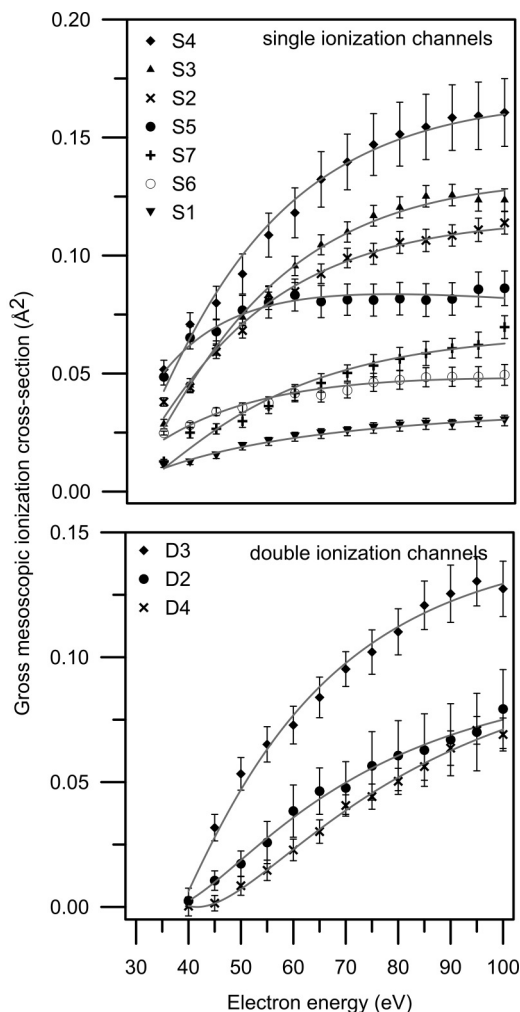 single ionization channels
S4
S3
S2
S5
S7
S6
S1
0.20
0.15
0.10
0.05
0.00
Gross mesoscopic ionization cross-section (Å²)
double ionization channels
D3
D2
D4
0.15
0.10
0.05
0.00
30 40 50 60 70 80 90 100
Electron energy (eV)